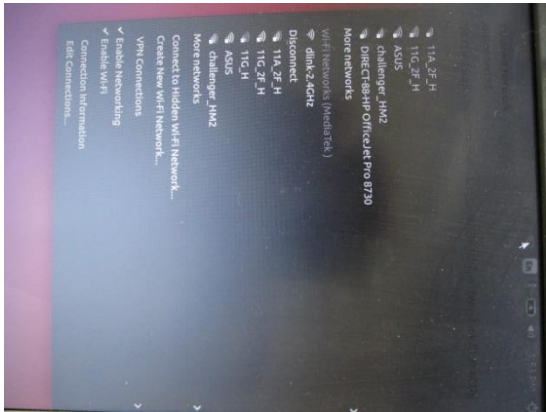 En
11A_2F_H
11G_2F_H
ASUS
challenger_HM2
DIRECT-88-HP OfficeJet Pro 8730
More networks
Wi-Fi Networks (MediaTek)
dlink-2.4GHz
Disconnect
11A_2F_H
11G_2F_H
11G_H
ASUS
challenger_HM2
More networks
Connect to Hidden Wi-Fi Network...
Create New Wi-Fi Network...
VPN Connections
Enable Networking
Enable Wi-Fi
Connection Information
Edit Connections...